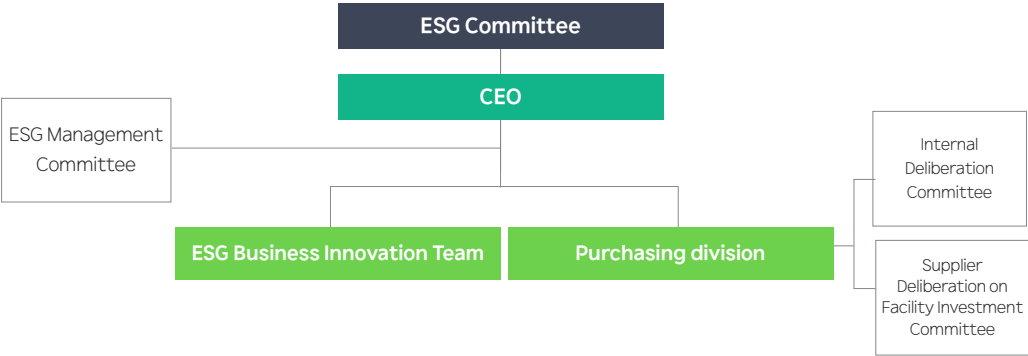 ESG Committee
CEO
ESG Management
Committee
Internal
Deliberation
Committee
ESG Business Innovation Team
Purchasing division
Supplier
Deliberation on
Facility Investment
Committee